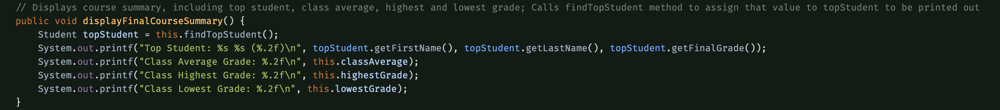 // Displays course summary, including top student, class average, highest and lowest grade; Calls findTopStudent method to assign that value to topStudent to be printed out
public void displayFinalCourseSummary() {
    Student topStudent = this.findTopStudent();
    System.out.printf("Top Student: %s %s (%.2f)\n", topStudent.getFirstName(), topStudent.getLastName(), topStudent.getFinalGrade());
    System.out.printf("Class Average Grade: %.2f\n", this.classAverage);
    System.out.printf("Class Highest Grade: %.2f\n", this.highestGrade);
    System.out.printf("Class Lowest Grade: %.2f\n", this.lowestGrade);
}